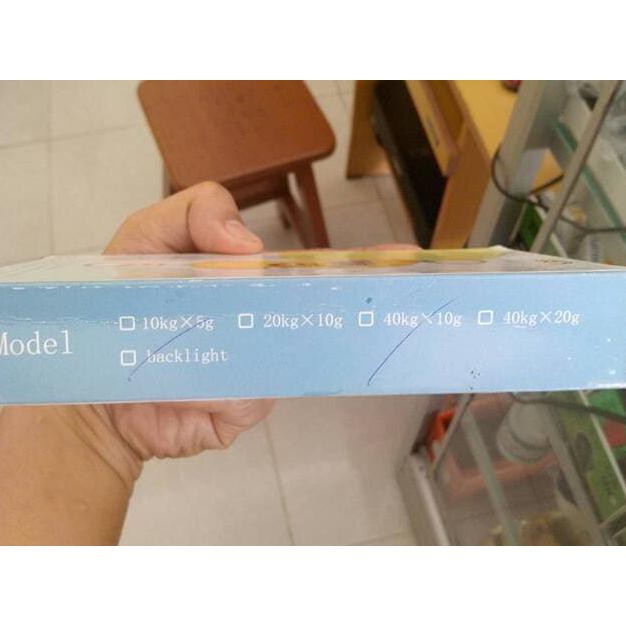 Model □ 10kg×5g □ 20kg×10g □ 40kg×10g □ 40kg×20g
□ backlight